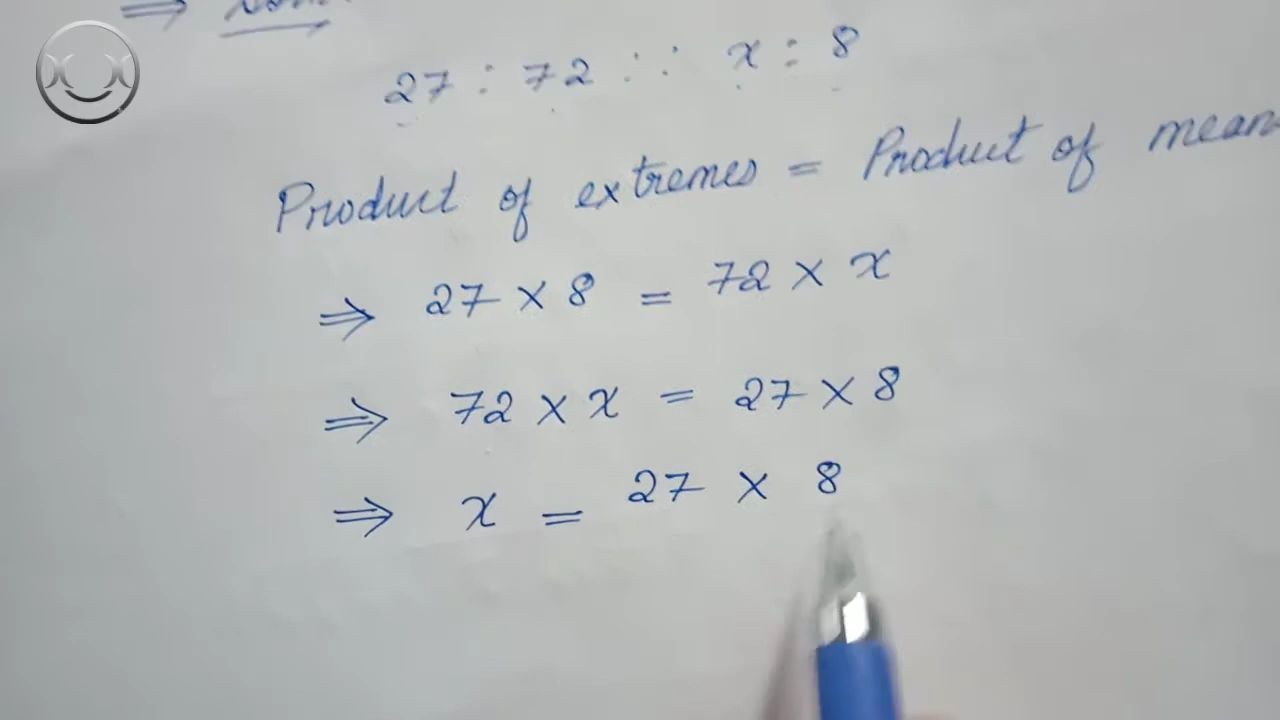 ⇒
27 : 72 :: x : 8
Product of extremes = Product of mean
⇒ 27 × 8 = 72 × x
⇒ 72 × x = 27 × 8
⇒ x = 27 × 8